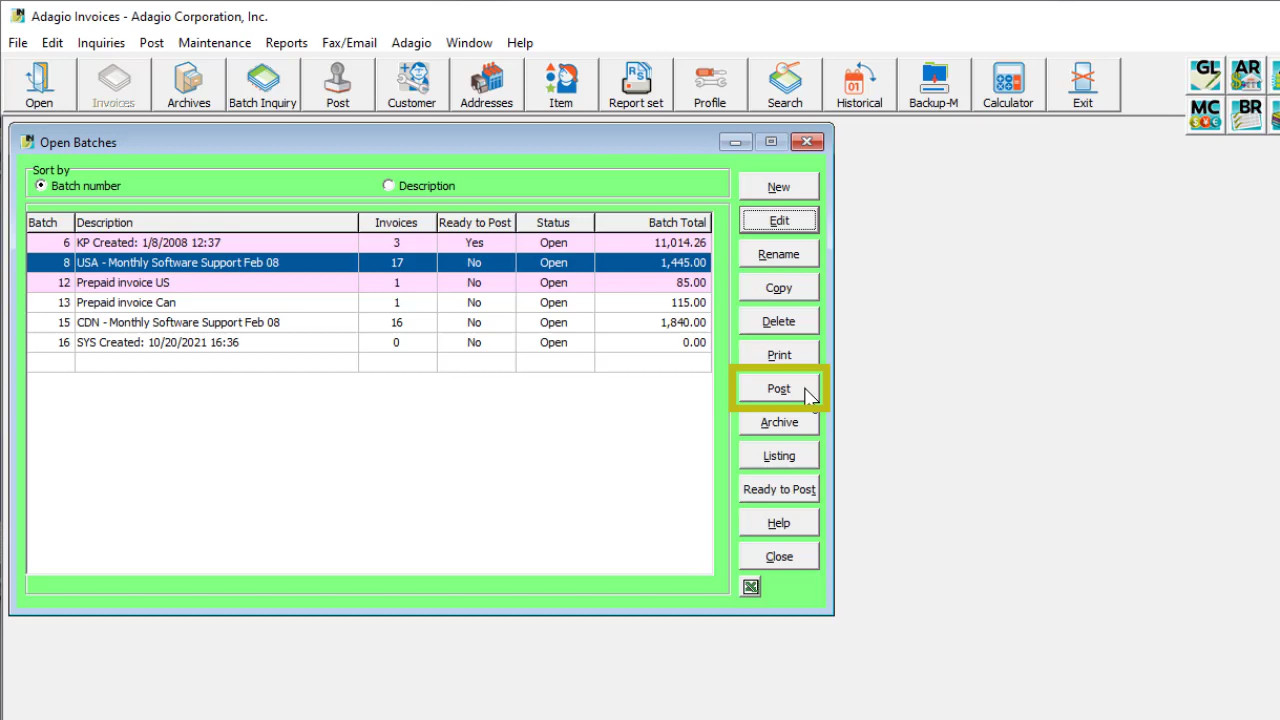 Adagio Invoices - Adagio Corporation, Inc.
File Edit Inquiries Post Maintenance Reports Fax/Email Adagio Window Help
Open Invoices Archives Batch Inquiry Post Customer Addresses Item Report set Profile Search Historical Backup-M Calculator Exit
GL AR
MC BR
Open Batches
Sort by
Batch number Description
Batch Description Invoices Ready to Post Status Batch Total
6 KP Created: 1/8/2008 12:37 3 Yes Open 11,014.26
8 USA - Monthly Software Support Feb 08 17 No Open 1,445.00
12 Prepaid invoice US 1 No Open 85.00
13 Prepaid invoice Can 1 No Open 115.00
15 CDN - Monthly Software Support Feb 08 16 No Open 1,840.00
16 SYS Created: 10/20/2021 16:36 0 No Open 0.00
New
Edit
Rename
Copy
Delete
Print
Post
Archive
Listing
Ready to Post
Help
Close